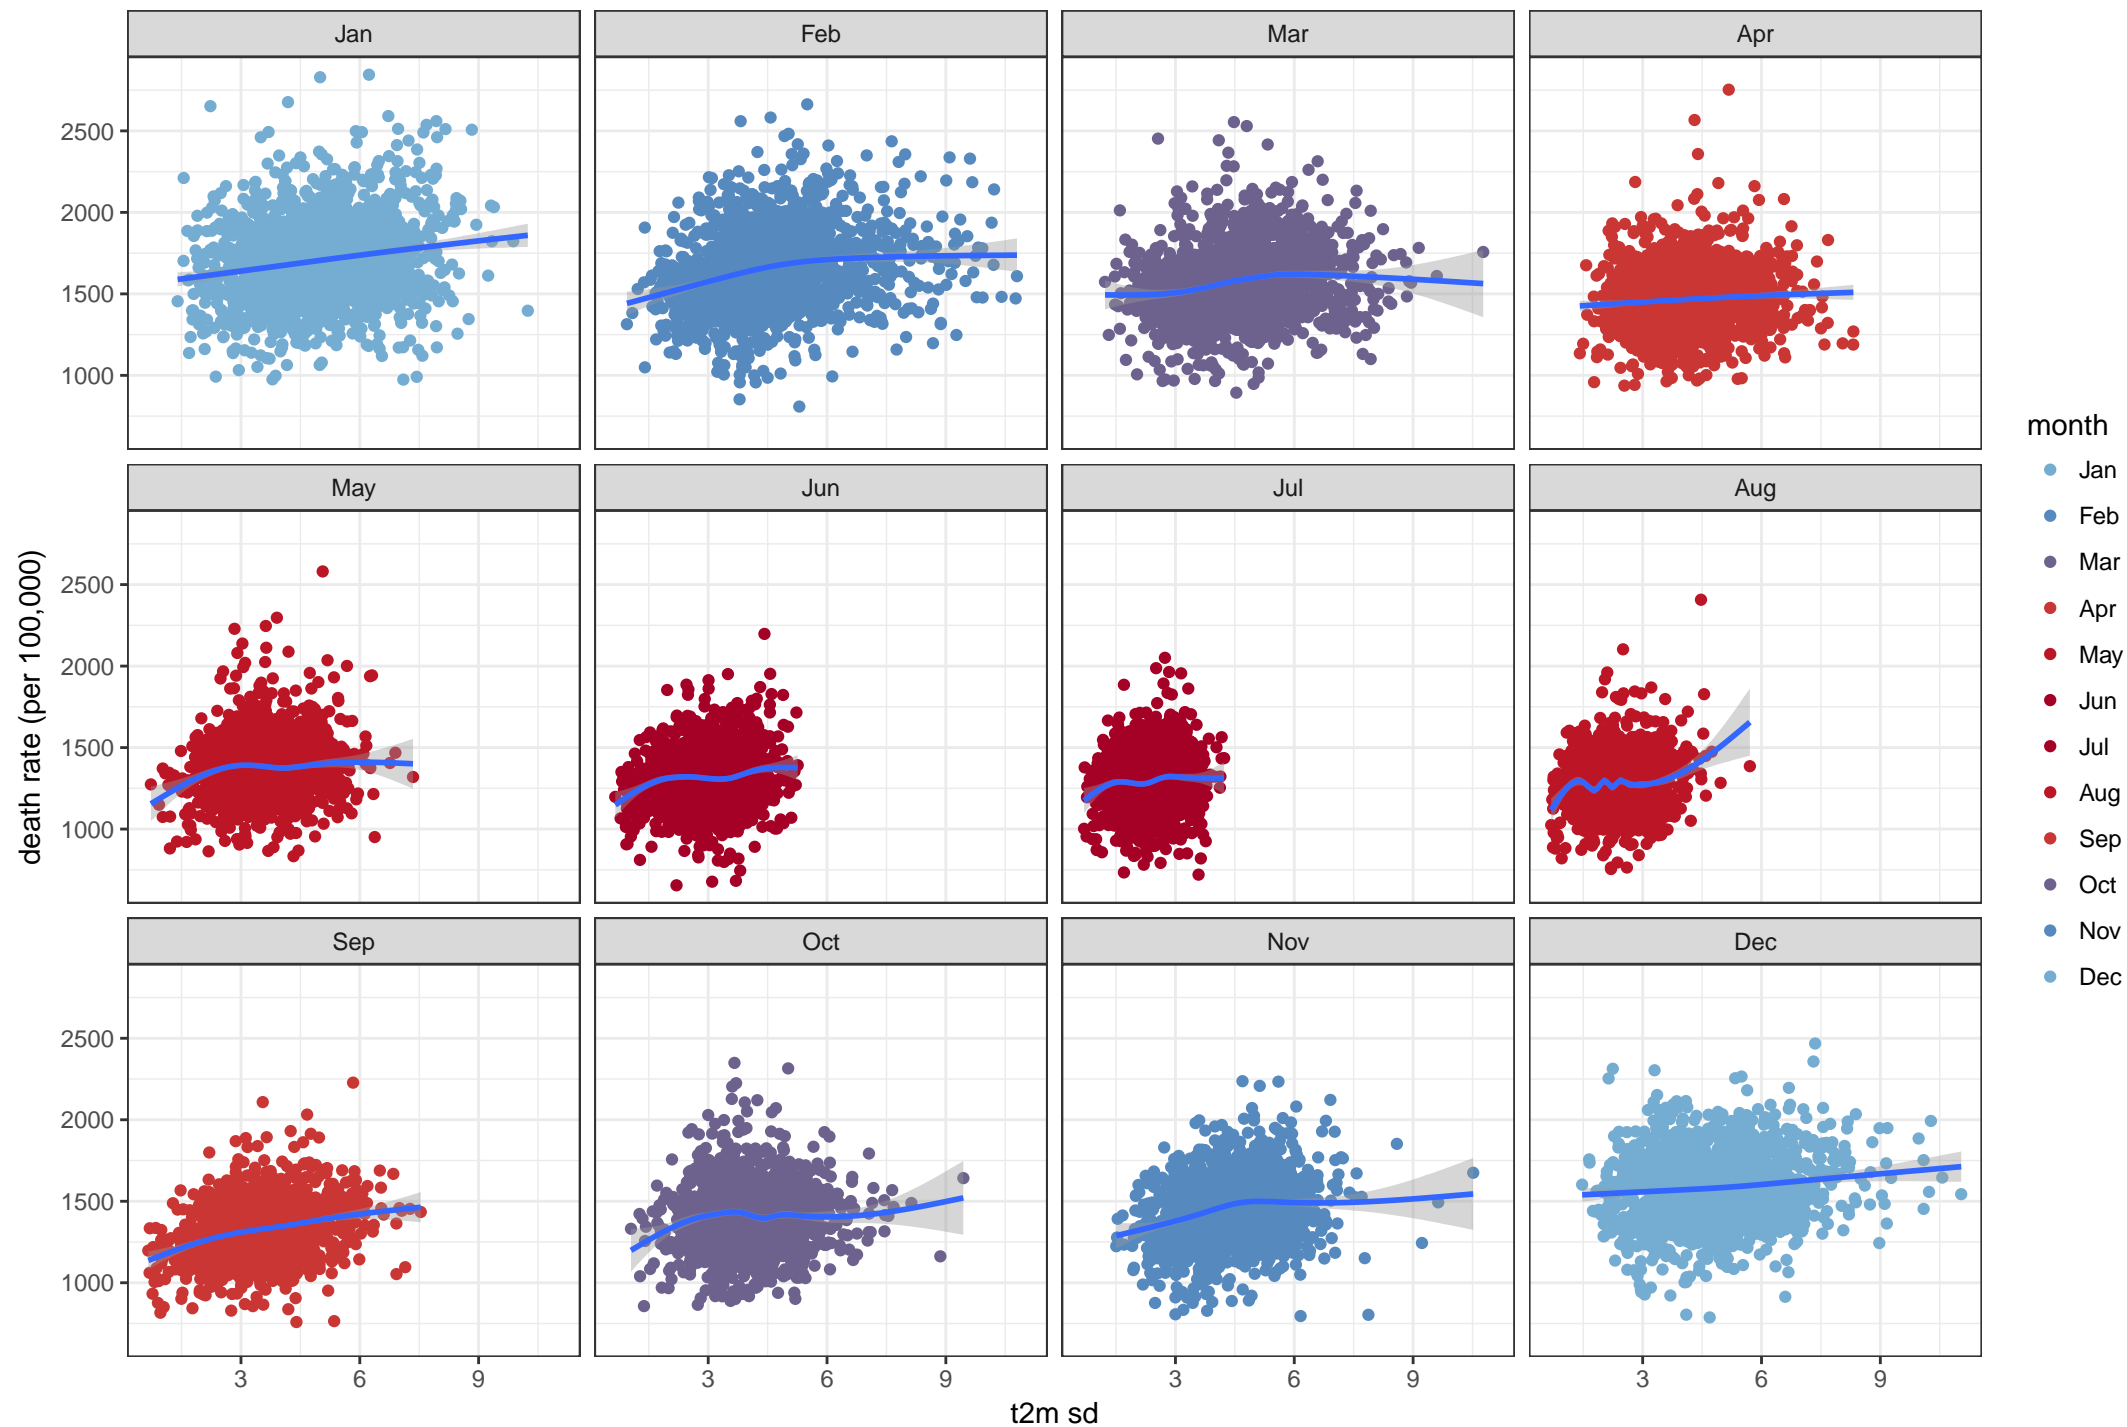 Jan Feb Mar Apr
2500
2000
1500
1000
May Jun Jul Aug
2500
2000
1500
1000
Sep Oct Nov Dec
2500
2000
1500
1000
3 6 9 3 6 9 3 6 9 3 6 9
t2m sd
death rate (per 100,000)
month
Jan
Feb
Mar
Apr
May
Jun
Jul
Aug
Sep
Oct
Nov
Dec